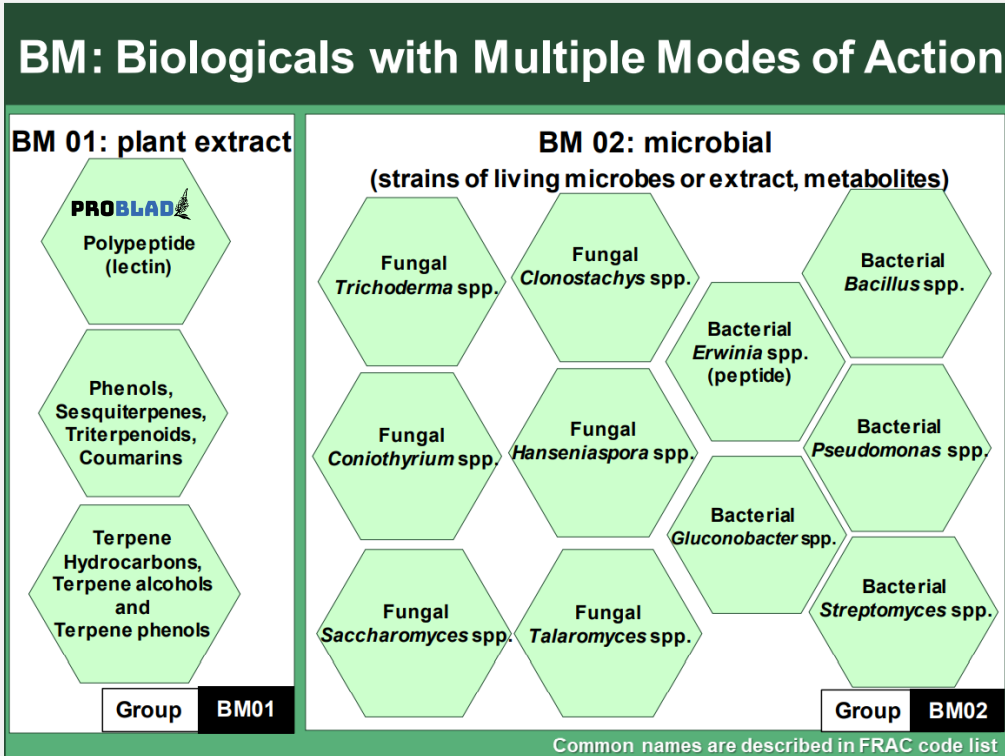 BM: Biologicals with Multiple Modes of Action
BM 01: plant extract
PROBLAD
Polypeptide
(lectin)
Phenols,
Sesquiterpenes,
Triterpenoids,
Coumarins
Terpene
Hydrocarbons,
Terpene alcohols
and
Terpene phenols
Group BM01
BM 02: microbial
(strains of living microbes or extract, metabolites)
Fungal
Trichoderma spp.
Fungal
Clonostachys spp.
Bacterial
Erwinia spp.
(peptide)
Bacterial
Bacillus spp.
Fungal
Coniothyrium spp.
Fungal
Hanseniaspora spp.
Bacterial
Gluconobacter spp.
Bacterial
Pseudomonas spp.
Fungal
Saccharomyces spp.
Fungal
Talaromyces spp.
Bacterial
Streptomyces spp.
Group BM02
Common names are described in FRAC code list